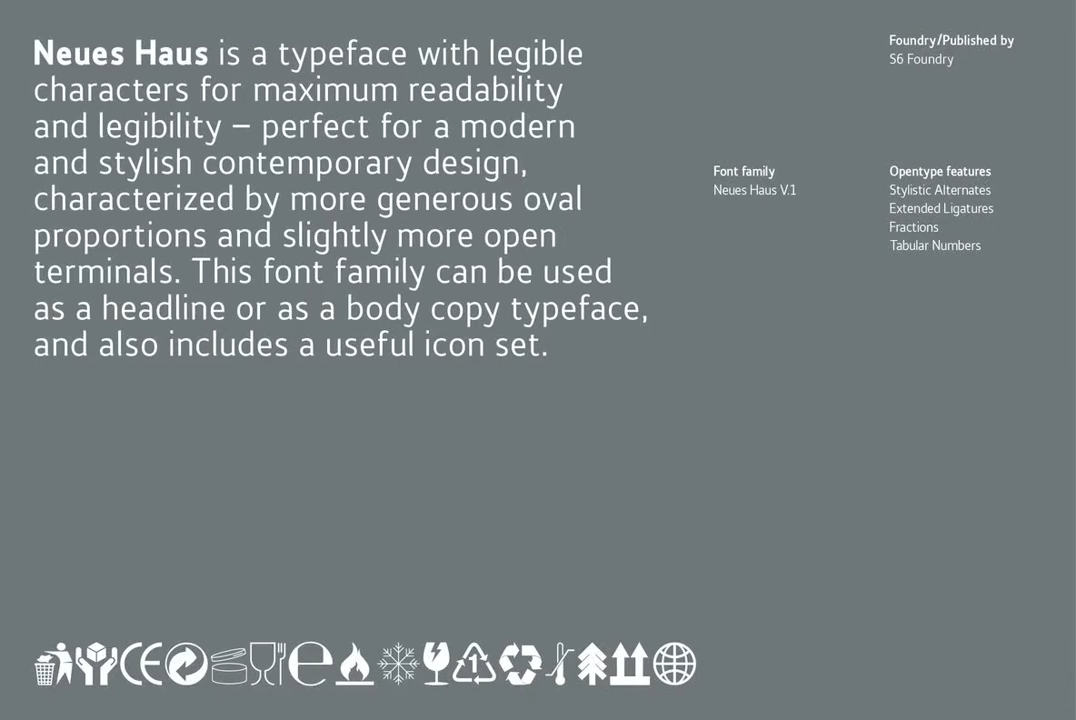 Neues Haus is a typeface with legible
characters for maximum readability
and legibility – perfect for a modern
and stylish contemporary design,
characterized by more generous oval
proportions and slightly more open
terminals. This font family can be used
as a headline or as a body copy typeface,
and also includes a useful icon set.
Foundry/Published by
S6 Foundry
Font family
Neues Haus V.1
Opentype features
Stylistic Alternates
Extended Ligatures
Fractions
Tabular Numbers
CE ℮ 1